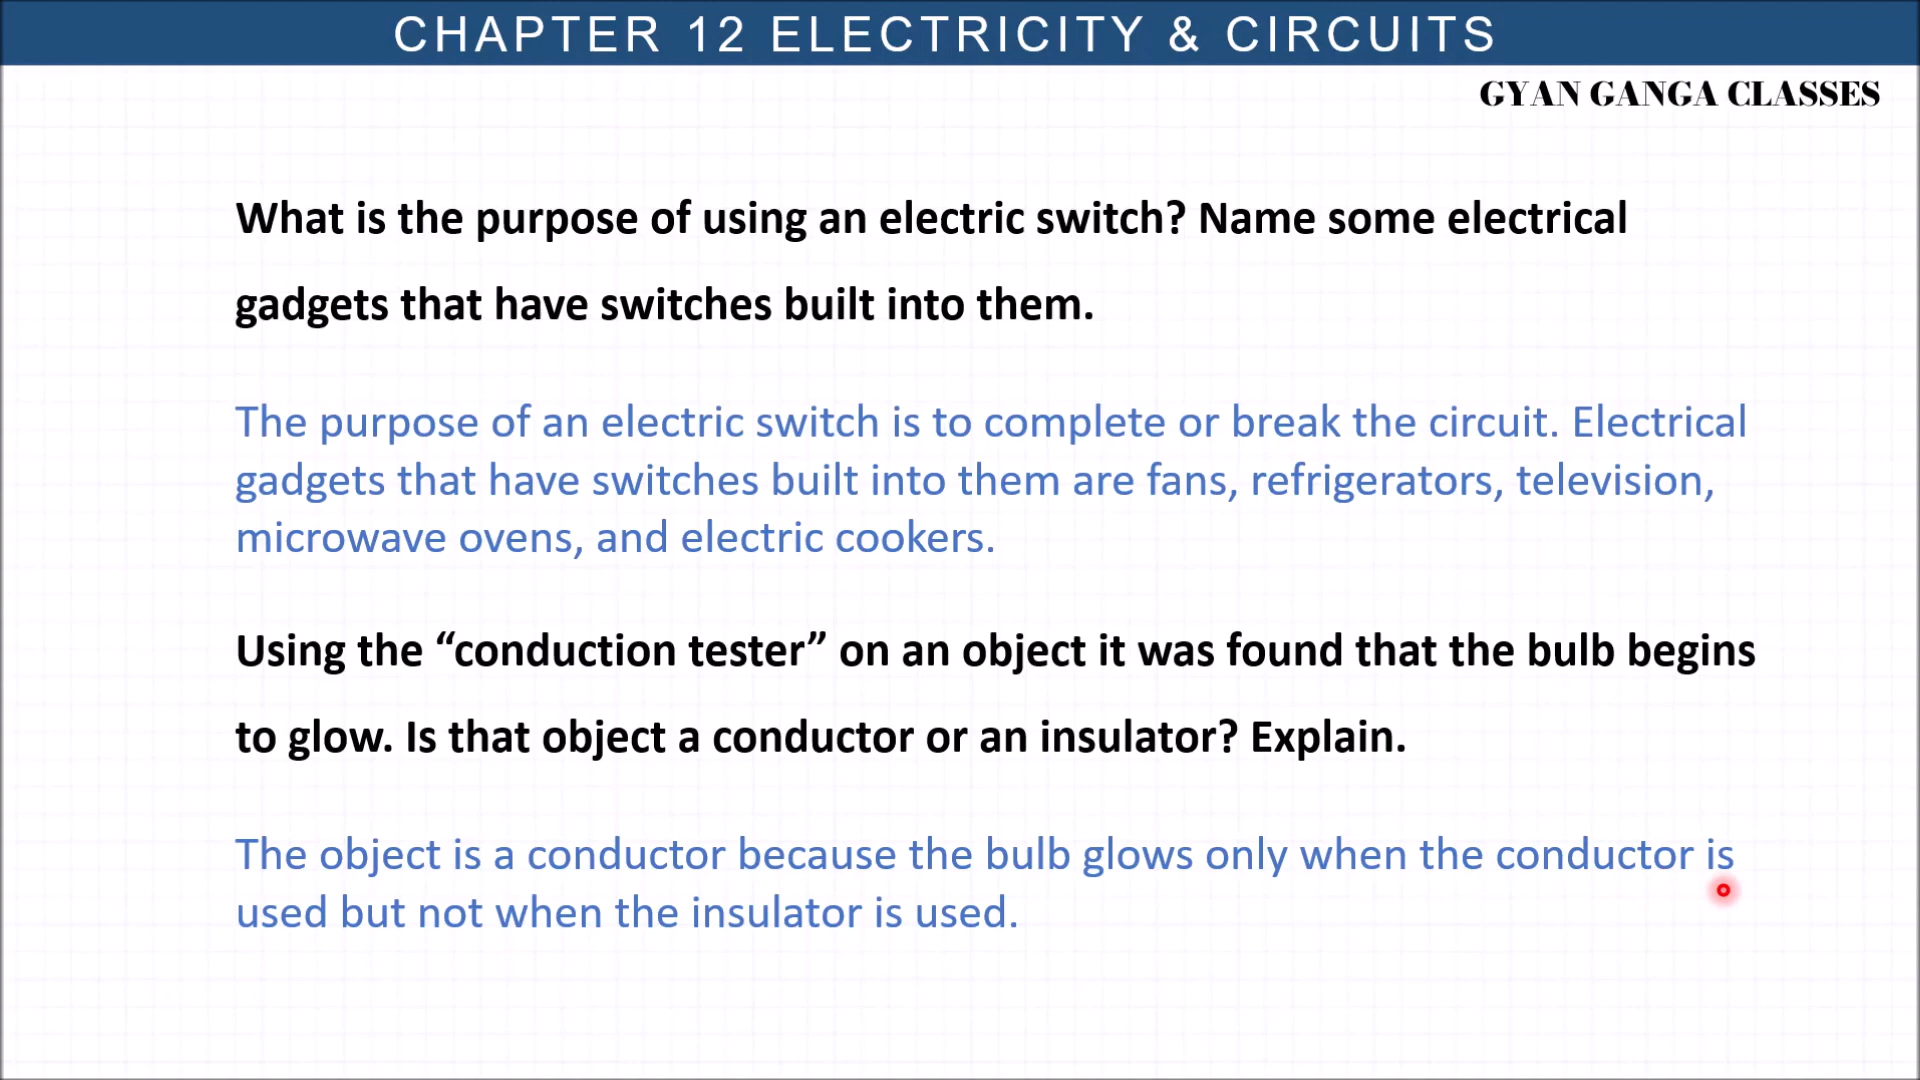 CHAPTER 12 ELECTRICITY & CIRCUITS
GYAN GANGA CLASSES
What is the purpose of using an electric switch? Name some electrical
gadgets that have switches built into them.
The purpose of an electric switch is to complete or break the circuit. Electrical
gadgets that have switches built into them are fans, refrigerators, television,
microwave ovens, and electric cookers.
Using the “conduction tester” on an object it was found that the bulb begins
to glow. Is that object a conductor or an insulator? Explain.
The object is a conductor because the bulb glows only when the conductor is
used but not when the insulator is used.